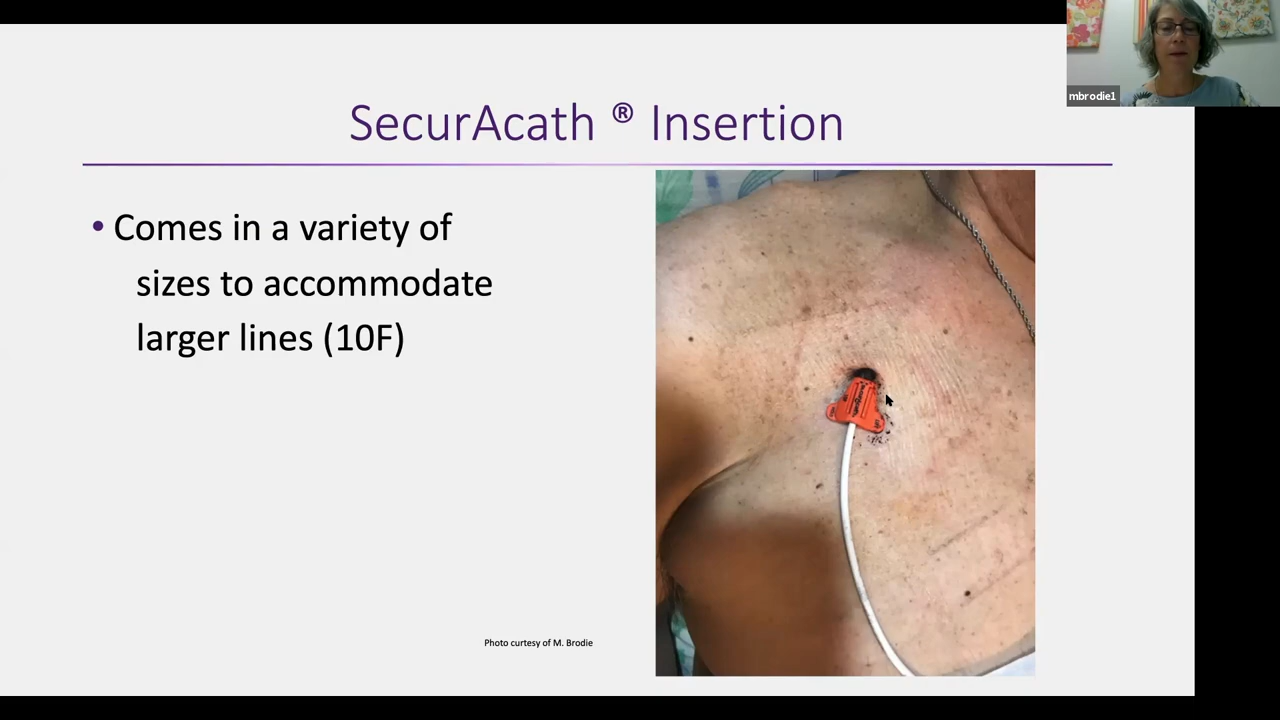 mbrodie1
SecurAcath ® Insertion
• Comes in a variety of
sizes to accommodate
larger lines (10F)
Photo curtesy of M. Brodie